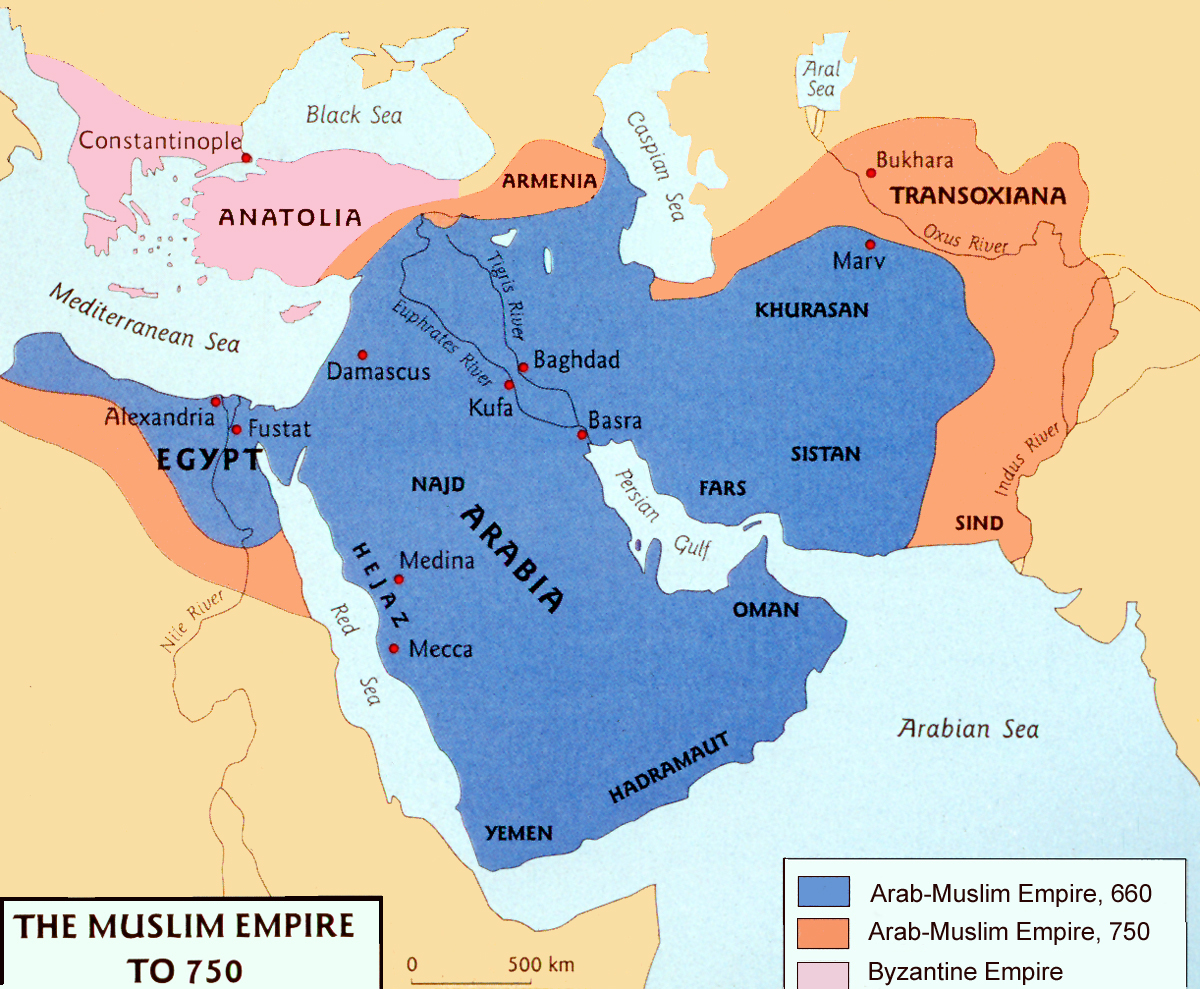 Aral
Sea
Black Sea
Caspian Sea
Constantinople
Bukhara
ARMENIA
TRANSOXIANA
ANATOLIA
Oxus River
Marv
Tigris River
Mediterranean Sea
KHURASAN
Euphrates River
Baghdad
Damascus
Kufa
Alexandria
Basra
Fustat
EGYPT
SISTAN
Indus River
NAJD
FARS
Persian
Gulf
SIND
ARABIA
HEJAZ
Medina
OMAN
Nile River
Red
Sea
Mecca
Arabian Sea
HADRAMAUT
YEMEN
THE MUSLIM EMPIRE
TO 750
0 500 km
Arab-Muslim Empire, 660
Arab-Muslim Empire, 750
Byzantine Empire